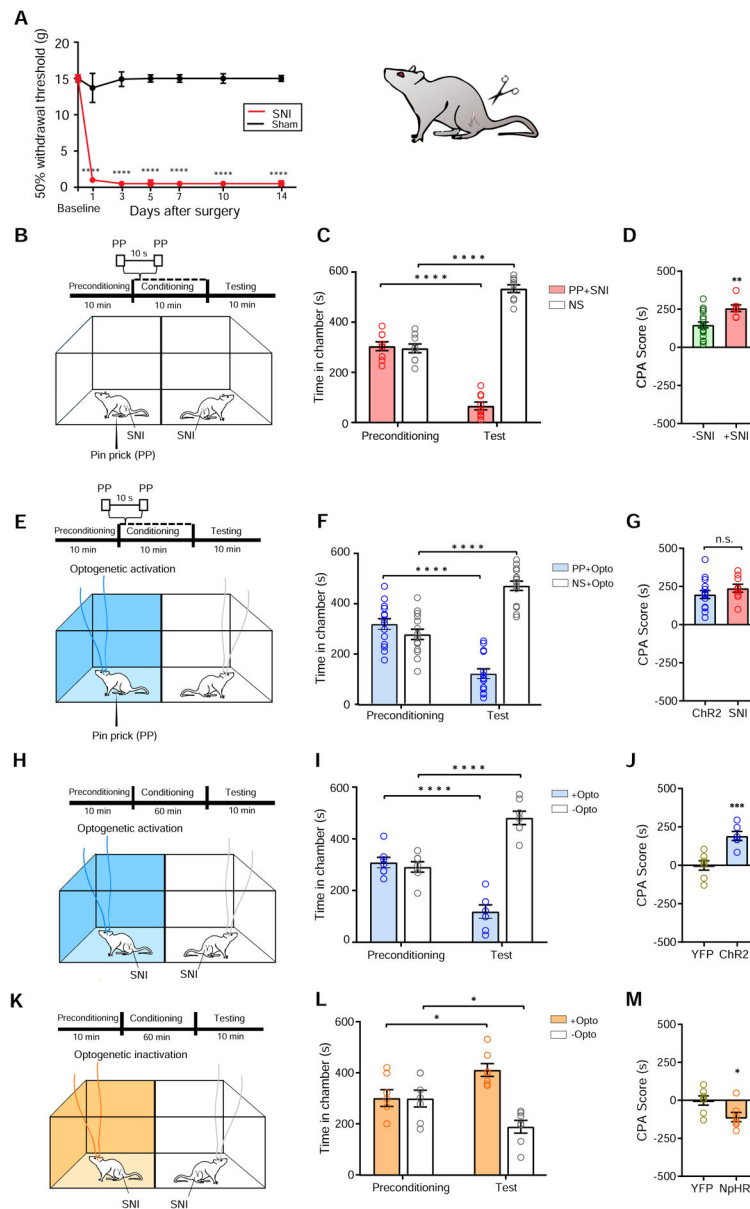 A
50% withdrawal threshold (g)
20
15
10
5
0
SNI
Sham
**** **** **** **** **** ****
Baseline
1 3 5 7 10 14
Days after surgery
B
PP PP
10 s
Preconditioning Conditioning Testing
10 min 10 min 10 min
SNI SNI
Pin prick (PP)
C
Time in chamber (s)
600
400
200
0
****
****
PP+SNI
NS
Preconditioning Test
D
CPA Score (s)
500
250
0
-250
-500
**
-SNI +SNI
E
PP PP
10 s
Preconditioning Conditioning Testing
10 min 10 min 10 min
Optogenetic activation
Pin prick (PP)
F
Time in chamber (s)
600
400
200
0
****
****
PP+Opto
NS+Opto
Preconditioning Test
G
CPA Score (s)
500
250
0
-250
-500
n.s.
ChR2 SNI
H
Preconditioning Conditioning Testing
10 min 60 min 10 min
Optogenetic activation
SNI SNI
I
Time in chamber (s)
600
400
200
0
****
****
+Opto
-Opto
Preconditioning Test
J
CPA Score (s)
500
250
0
-250
-500
***
YFP ChR2
K
Preconditioning Conditioning Testing
10 min 60 min 10 min
Optogenetic inactivation
SNI SNI
L
Time in chamber (s)
600
400
200
0
*
*
+Opto
-Opto
Preconditioning Test
M
CPA Score (s)
500
250
0
-250
-500
*
YFP NpHR